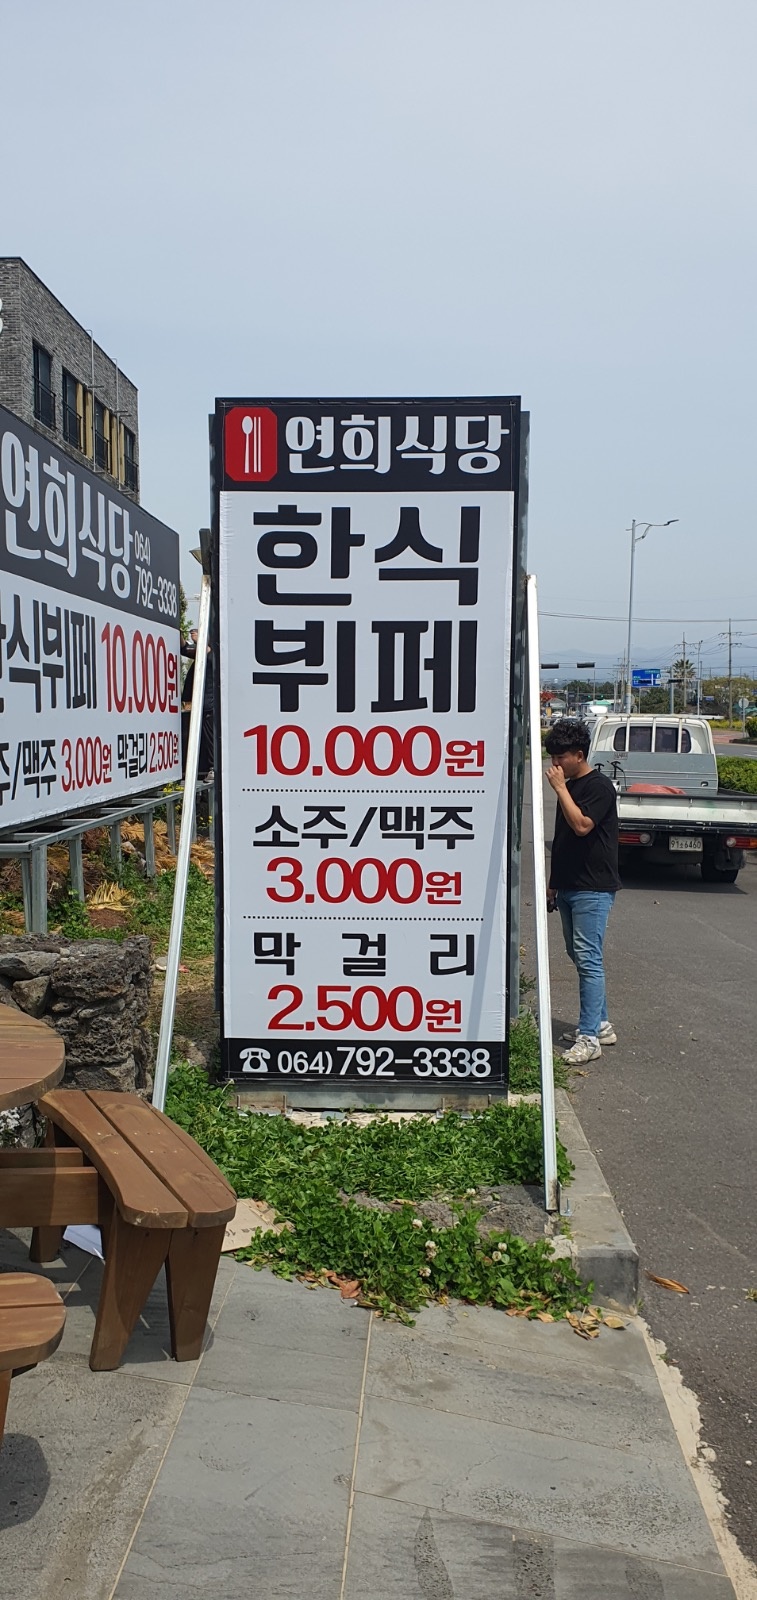 연희식당
한식
뷔페
10.000원
소주/맥주
3.000원
막걸리
2.500원
064) 792-3338
연희식당 064)
792-3338
한식뷔페 10.000원
주/맥주 3.000원 막걸리 2.500원